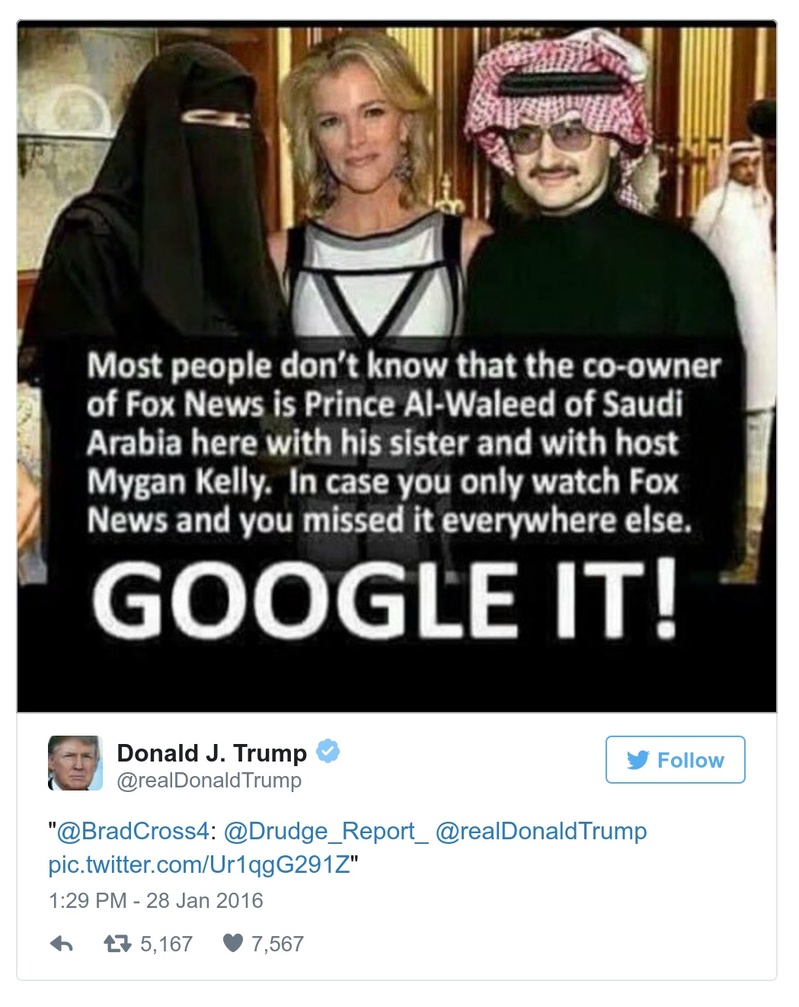 Most people don't know that the co-owner
of Fox News is Prince Al-Waleed of Saudi
Arabia here with his sister and with host
Mygan Kelly. In case you only watch Fox
News and you missed it everywhere else.
GOOGLE IT!
Donald J. Trump
@realDonaldTrump
Follow
"@BradCross4: @Drudge_Report_ @realDonaldTrump
pic.twitter.com/Ur1qgG291Z"
1:29 PM - 28 Jan 2016
5,167 7,567